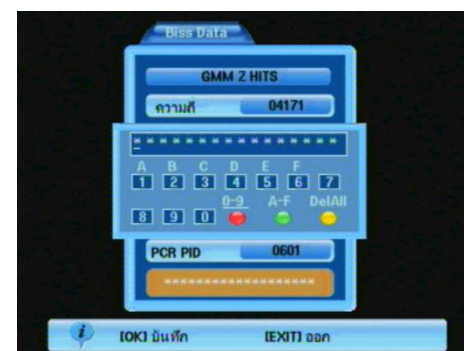 Biss Data
GMM Z HITS
ความถี่ 04171
* * * * * * * * * * * * * * * *
A B C D E F
1 2 3 4 5 6 7
0-9 A-F DelAll
8 9 0
PCR PID 0601
******************
i [OK] บันทึก [EXIT] ออก